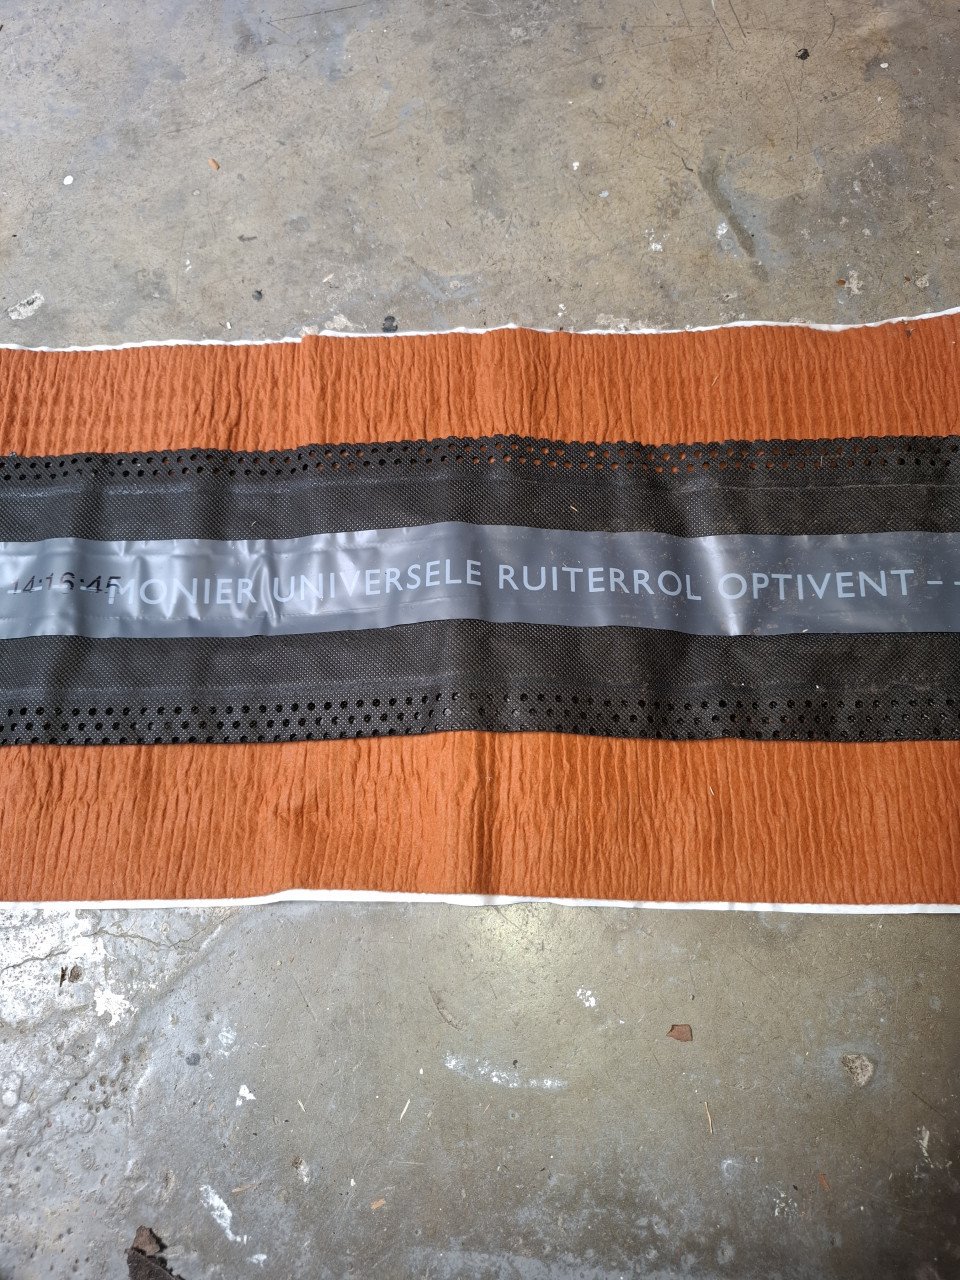 14:16:45 MONIER UNIVERSELE RUITERROL OPTIVENT - -